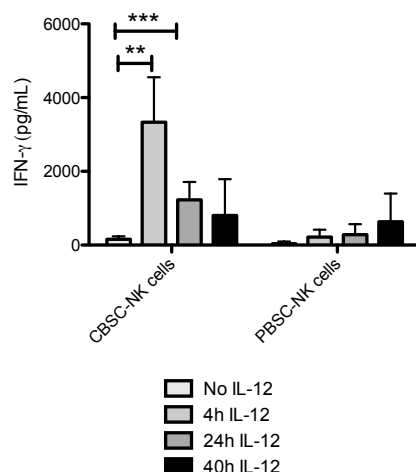 6000
***
**
4000
2000
0
IFN-γ (pg/mL)
CBSC-NK cells
PBSC-NK cells
No IL-12
4h IL-12
24h IL-12
40h IL-12